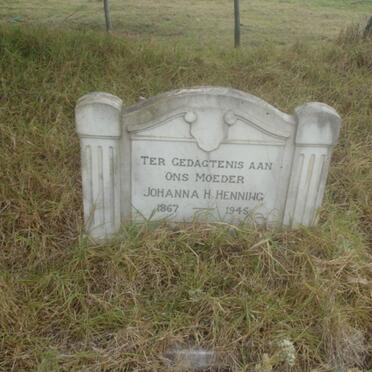 TER GEDAGTENIS AAN
ONS MOEDER
JOHANNA H. HENNING
1867 — 1945